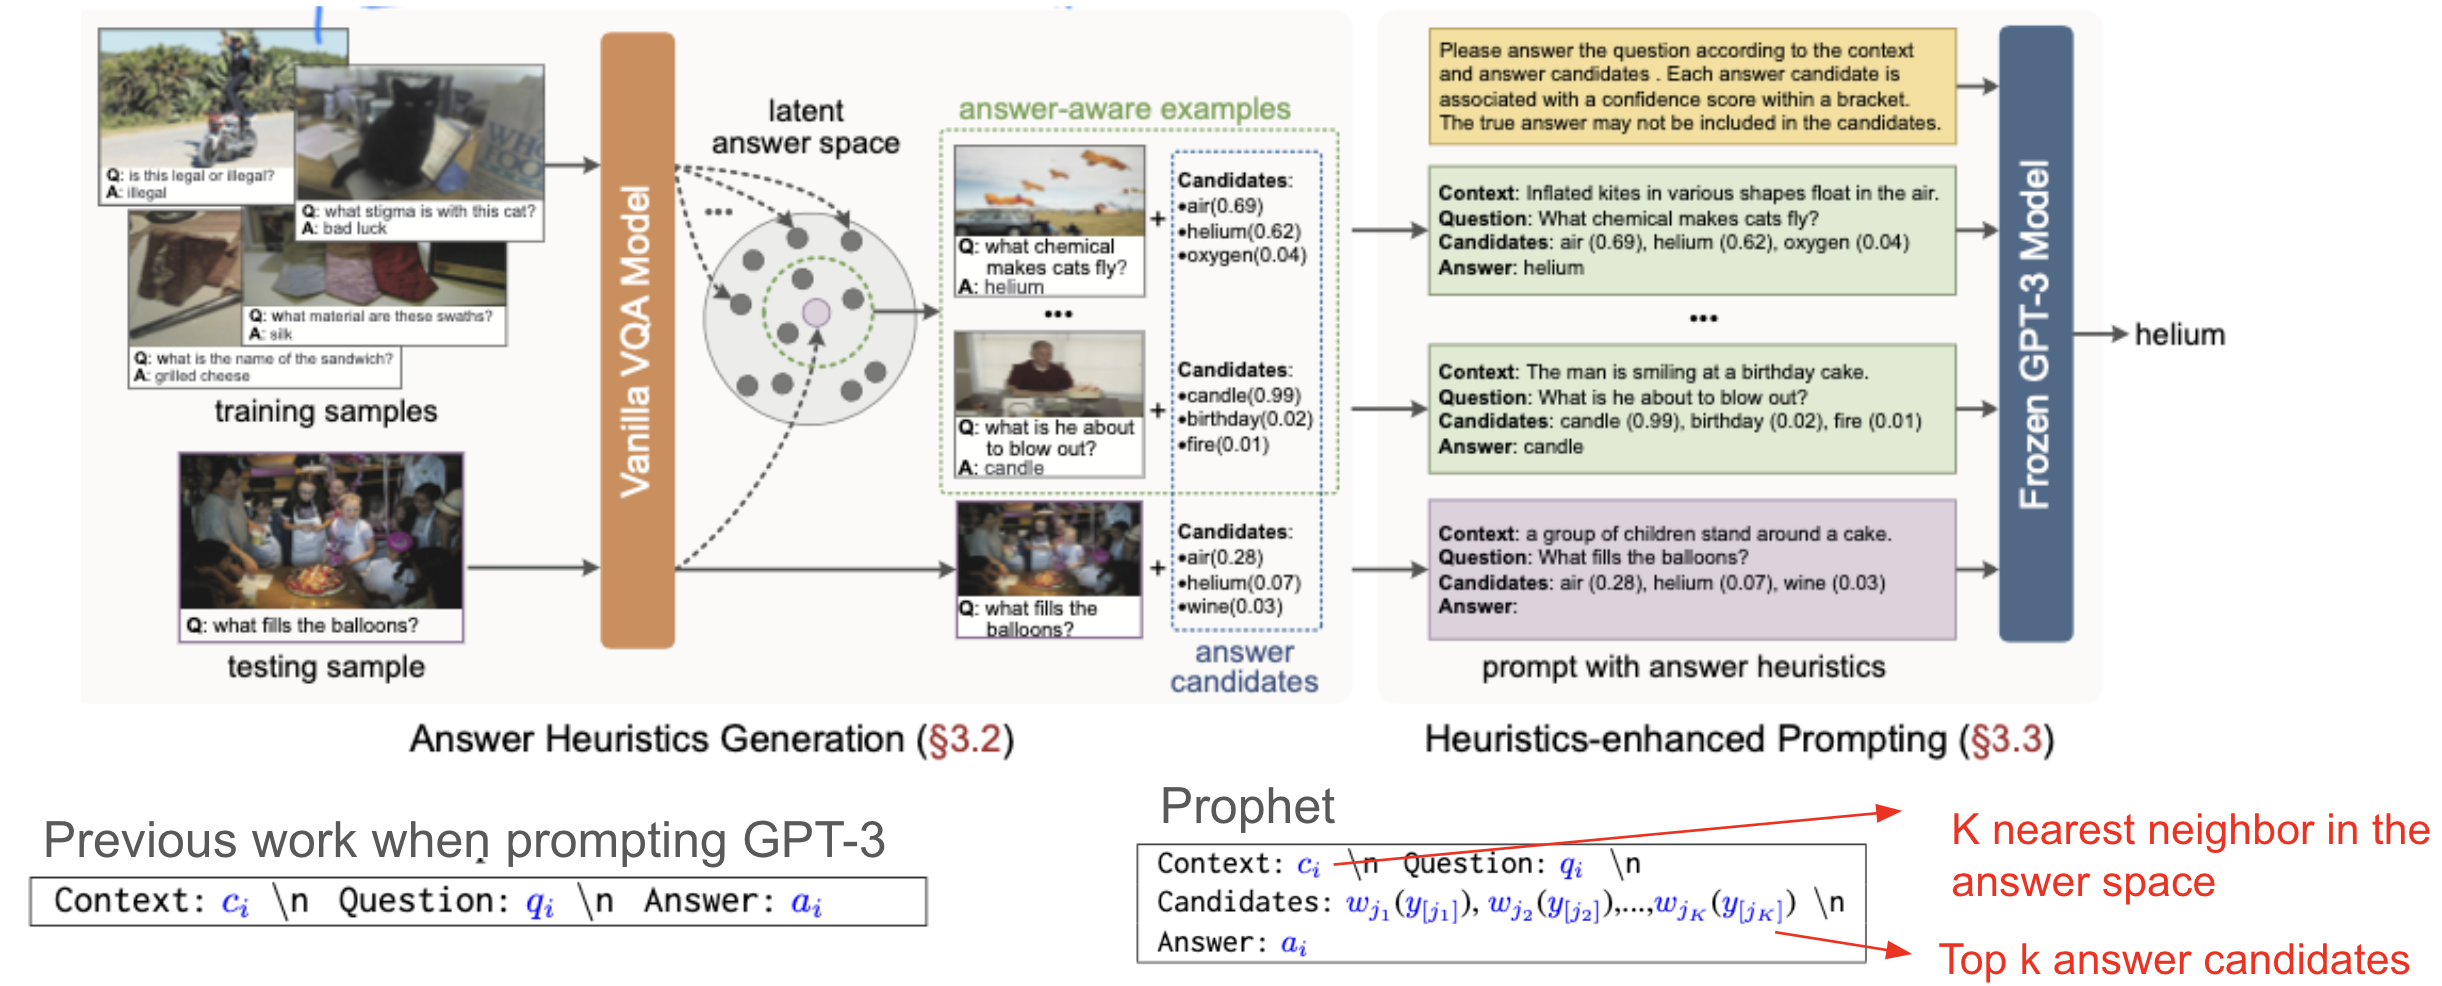 Q: is this legal or illegal?
A: illegal
Q: what stigma is with this cat?
A: bad luck
Q: what material are these swaths?
A: silk
Q: what is the name of the sandwich?
A: grilled cheese
training samples
Q: what fills the balloons?
testing sample
Vanilla VQA Model
latent
answer space
...
answer-aware examples
Q: what chemical
makes cats fly?
A: helium
+
Candidates:
•air(0.69)
•helium(0.62)
•oxygen(0.04)
...
Q: what is he about
to blow out?
A: candle
+
Candidates:
•candle(0.99)
•birthday(0.02)
•fire(0.01)
Q: what fills the
balloons?
+
Candidates:
•air(0.28)
•helium(0.07)
•wine(0.03)
answer
candidates
Please answer the question according to the context
and answer candidates . Each answer candidate is
associated with a confidence score within a bracket.
The true answer may not be included in the candidates.
Context: Inflated kites in various shapes float in the air.
Question: What chemical makes cats fly?
Candidates: air (0.69), helium (0.62), oxygen (0.04)
Answer: helium
...
Context: The man is smiling at a birthday cake.
Question: What is he about to blow out?
Candidates: candle (0.99), birthday (0.02), fire (0.01)
Answer: candle
Context: a group of children stand around a cake.
Question: What fills the balloons?
Candidates: air (0.28), helium (0.07), wine (0.03)
Answer:
prompt with answer heuristics
Frozen GPT-3 Model
helium
Answer Heuristics Generation (§3.2)
Heuristics-enhanced Prompting (§3.3)
Previous work when prompting GPT-3
Context: c_i \n Question: q_i \n Answer: a_i
Prophet
Context: c_i \n Question: q_i \n
Candidates: w_{j_1}(y_{[j_1]}), w_{j_2}(y_{[j_2]}),...,w_{j_K}(y_{[j_K]}) \n
Answer: a_i
K nearest neighbor in the
answer space
Top k answer candidates